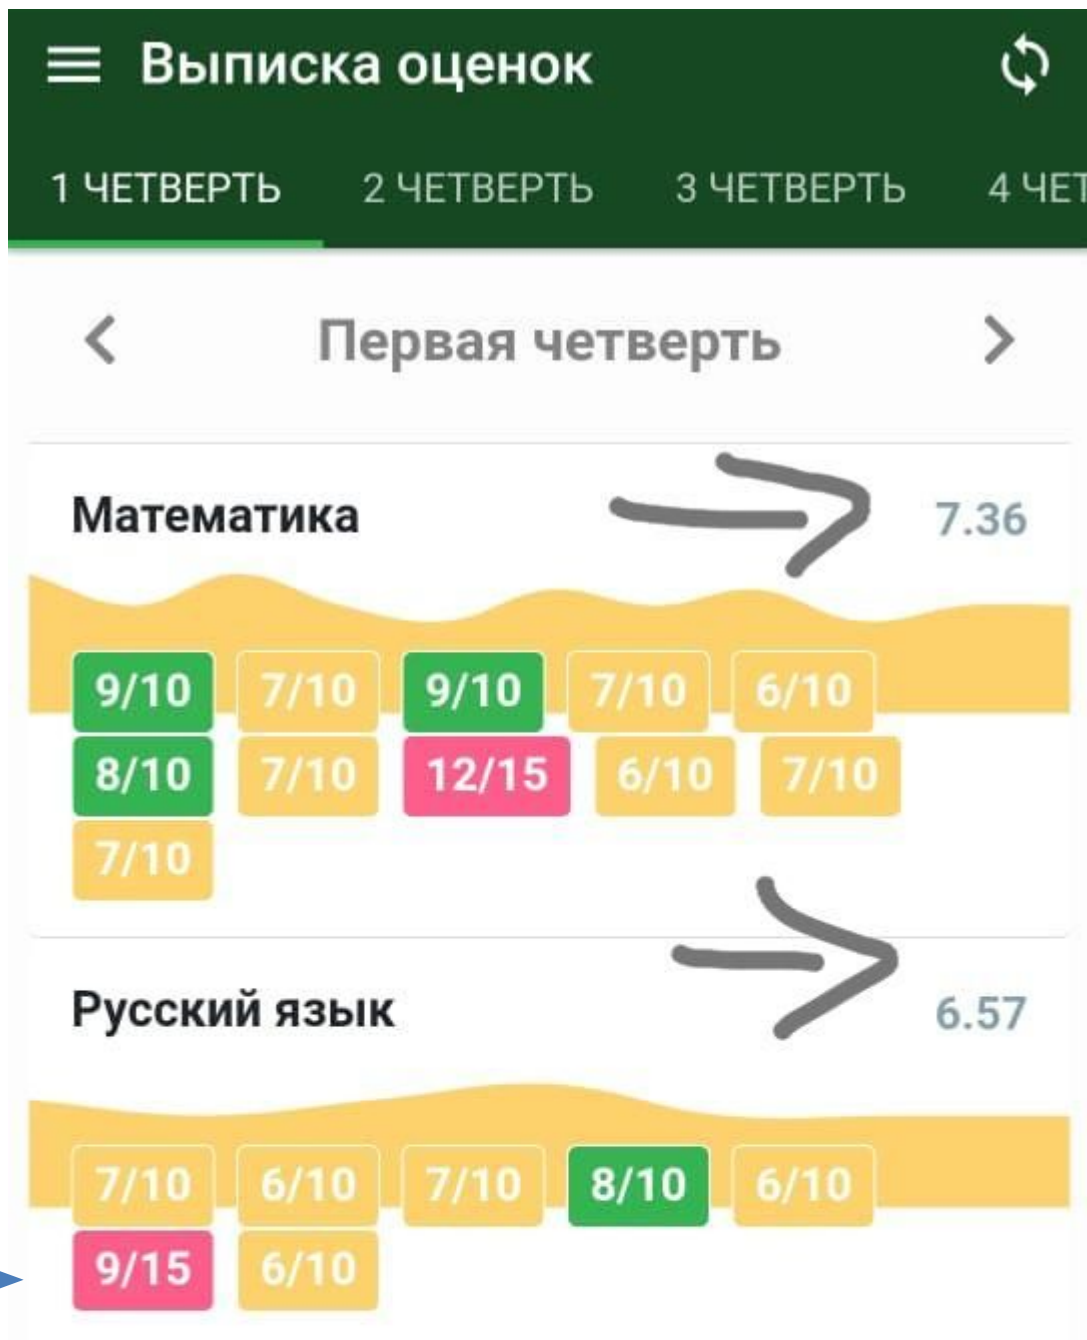 Выписка оценок
1 ЧЕТВЕРТЬ 2 ЧЕТВЕРТЬ 3 ЧЕТВЕРТЬ 4 ЧЕТ
Первая четверть
Математика 7.36
9/10 7/10 9/10 7/10 6/10
8/10 7/10 12/15 6/10 7/10
7/10
Русский язык 6.57
7/10 6/10 7/10 8/10 6/10
9/15 6/10